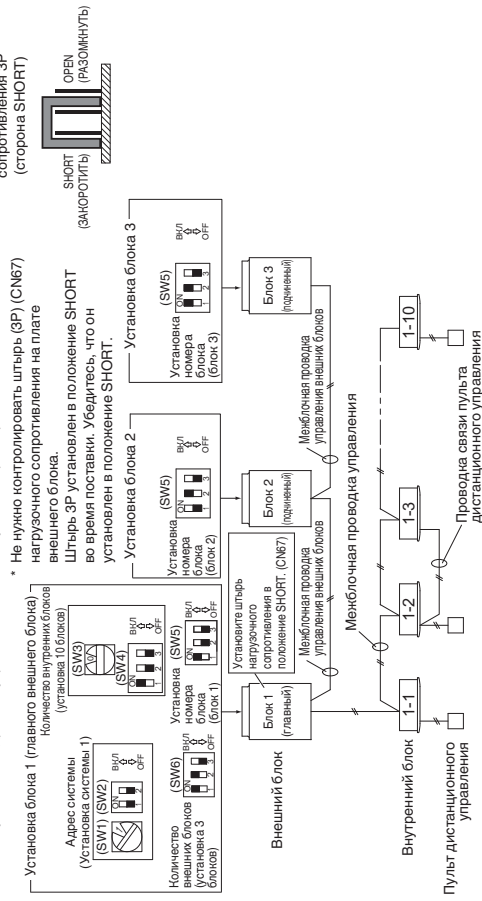 * Не нужно контролировать штырь (3P) (CN67)
нагрузочного сопротивления на плате
внешнего блока.
Штырь 3P установлен в положение SHORT
во время поставки. Убедитесь, что он
установлен в положение SHORT.
сопротивления 3P
(сторона SHORT)
SHORT
(ЗАКОРОТИТЬ)
OPEN
(РАЗОМКНУТЬ)
Установка блока 1 (главного внешнего блока)
Адрес системы
(Установка системы 1)
(SW1) (SW2)
ON
1 2
ВКЛ
OFF
Количество внутренних блоков
(установка 10 блоков)
(SW3)
(SW4)
ON
1 2 3
ВКЛ
OFF
Количество
внешних блоков
(установка 3
блоков)
(SW6)
ON
1 2 3
ВКЛ
OFF
Установка
номера
блока
(блок 1)
(SW5)
ON
1 2 3
ВКЛ
OFF
Установка блока 2
Установка
номера
блока
(блок 2)
(SW5)
ON
1 2 3
ВКЛ
OFF
Установка блока 3
Установка
номера
блока
(блок 3)
(SW5)
ON
1 2 3
ВКЛ
OFF
Внешний блок
Блок 1
(главный)
Установите штырь
нагрузочного
сопротивления в
положение SHORT. (CN67)
Блок 2
(подчиненный)
Блок 3
(подчиненный)
Межблочная проводка
управления внешних блоков
Межблочная проводка
управления внешних блоков
Межблочная проводка управления
Внутренний блок
1-1
1-2
1-3
1-10
Пульт дистанционного
управления
Проводка связи пульта
дистанционного управления